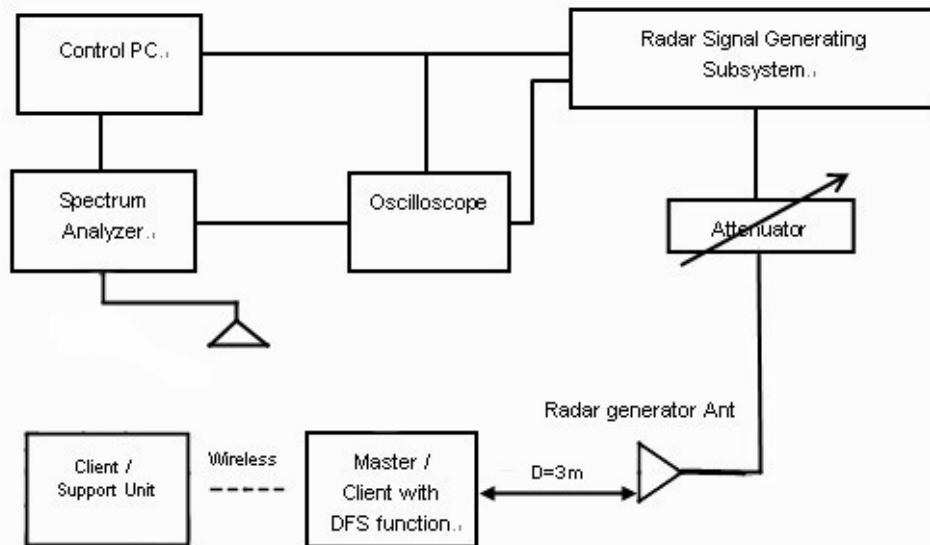 Control PC.
Radar Signal Generating
Subsystem.
Spectrum
Analyzer.
Oscilloscope
Attenuator
Radar generator Ant
Client /
Support Unit
Wireless
Master /
Client with
DFS function.
D=3m